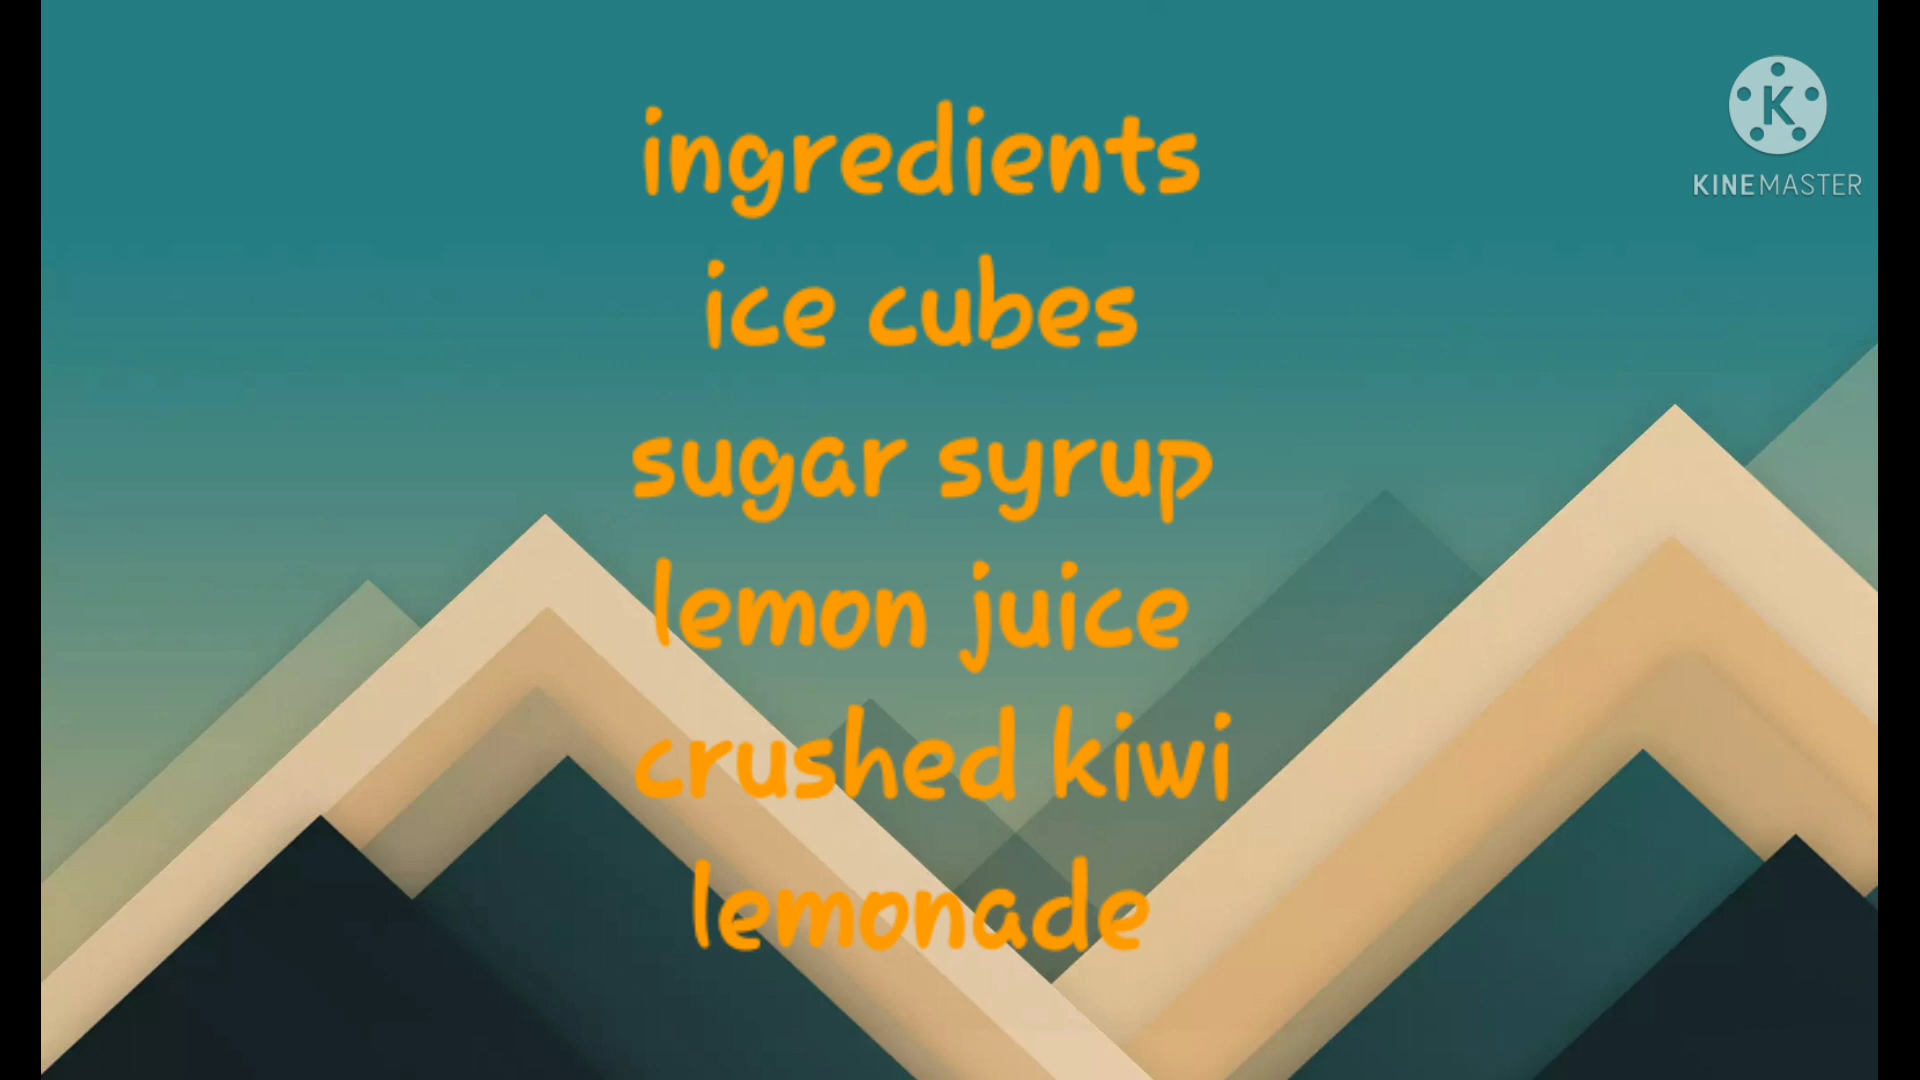 ingredients
ice cubes
sugar syrup
lemon juice
crushed kiwi
lemonade
K
KINEMASTER